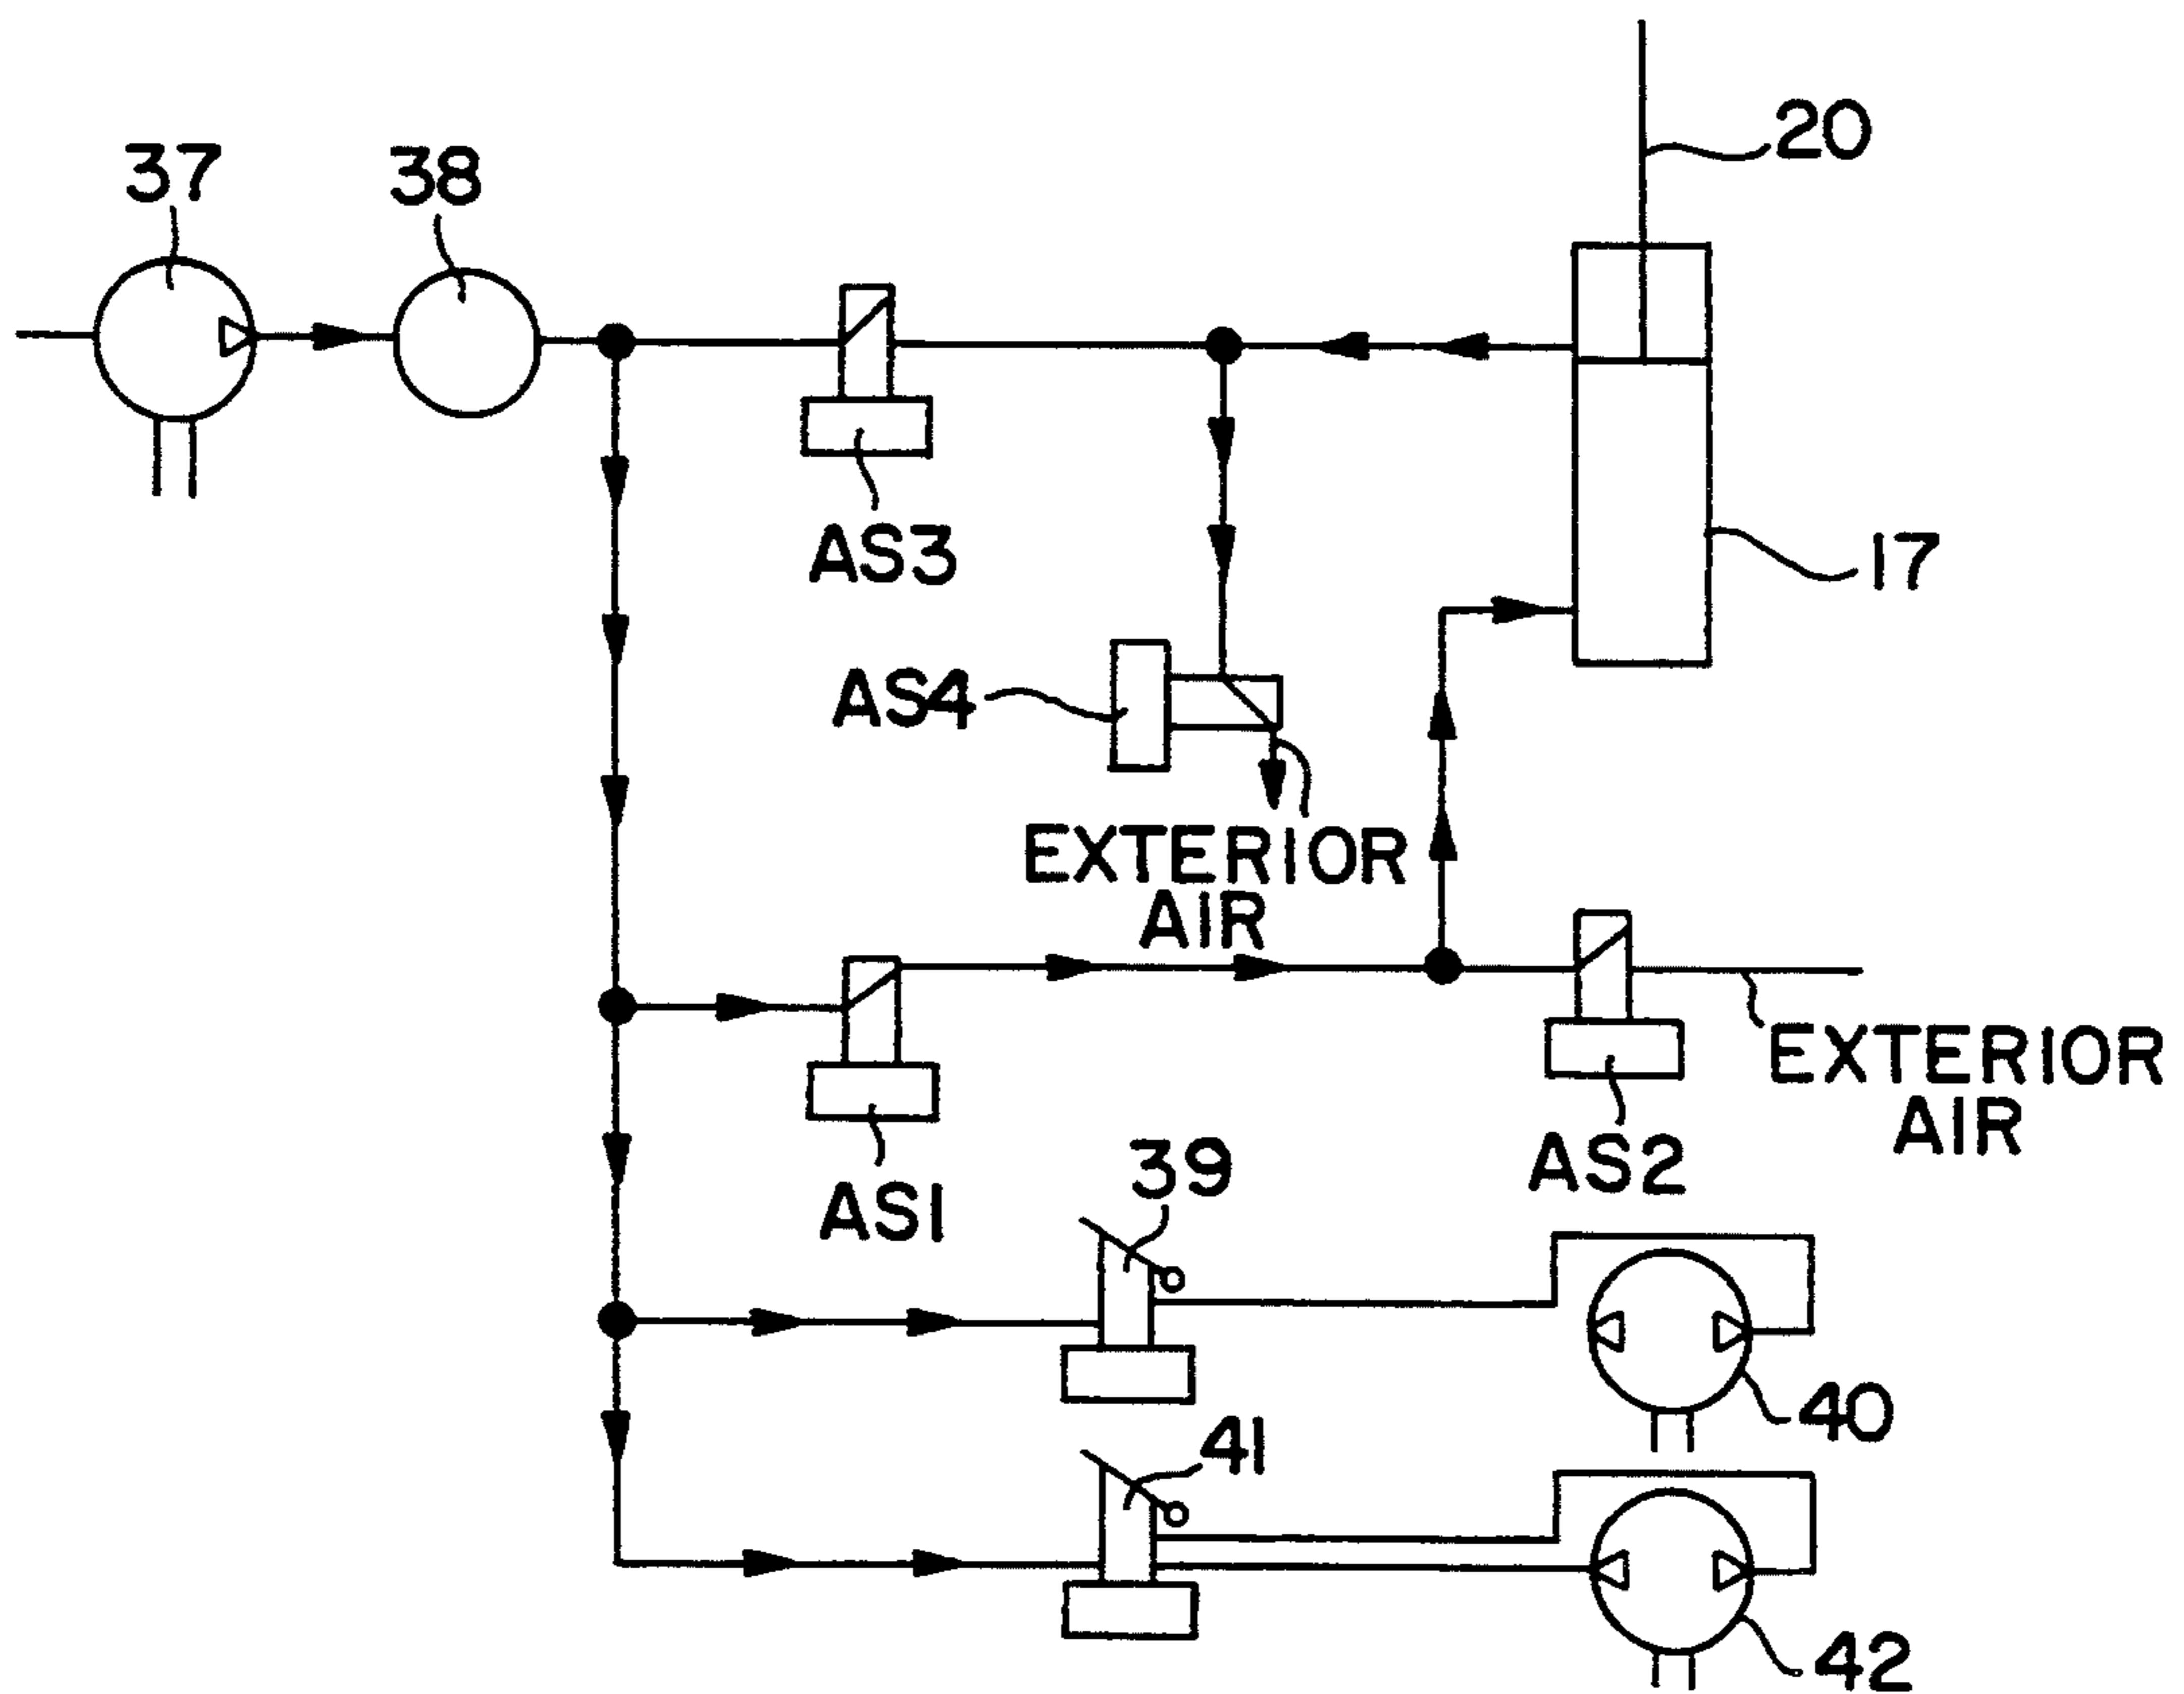 20
37
38
AS3
17
AS4
EXTERIOR
AIR
EXTERIOR
AIR
AS2
39
AS1
40
41
42